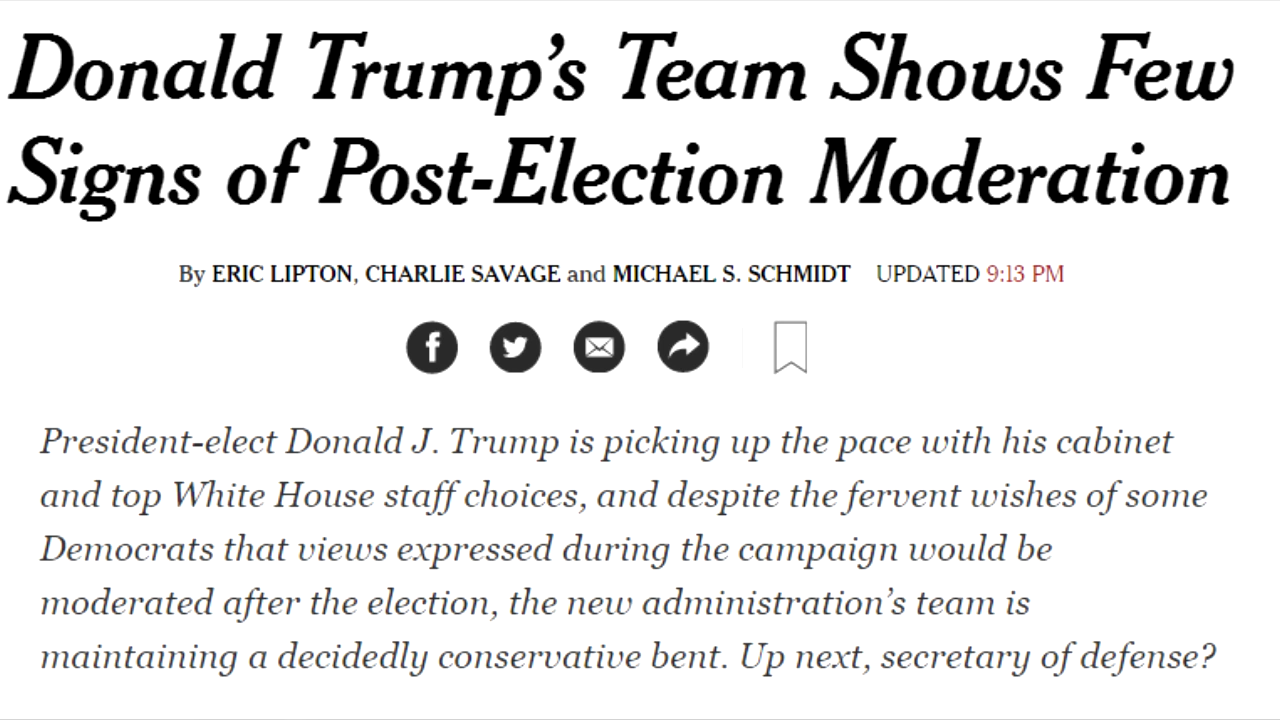 Donald Trump’s Team Shows Few
Signs of Post-Election Moderation
By ERIC LIPTON, CHARLIE SAVAGE and MICHAEL S. SCHMIDT UPDATED 9:13 PM
President-elect Donald J. Trump is picking up the pace with his cabinet
and top White House staff choices, and despite the fervent wishes of some
Democrats that views expressed during the campaign would be
moderated after the election, the new administration’s team is
maintaining a decidedly conservative bent. Up next, secretary of defense?